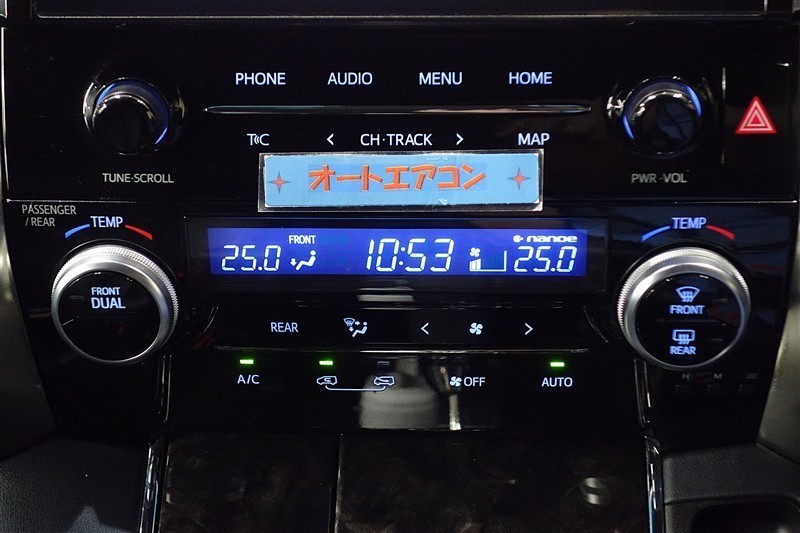 PHONE AUDIO MENU HOME
T C < CH·TRACK > MAP
TUNE·SCROLL
PWR·VOL
オートエアコン
PASSENGER
/ REAR
TEMP
TEMP
FRONT
DUAL
25.0 FRONT 10:53 nanoe 25.0
FRONT
REAR
REAR < >
A/C OFF AUTO
H M :00